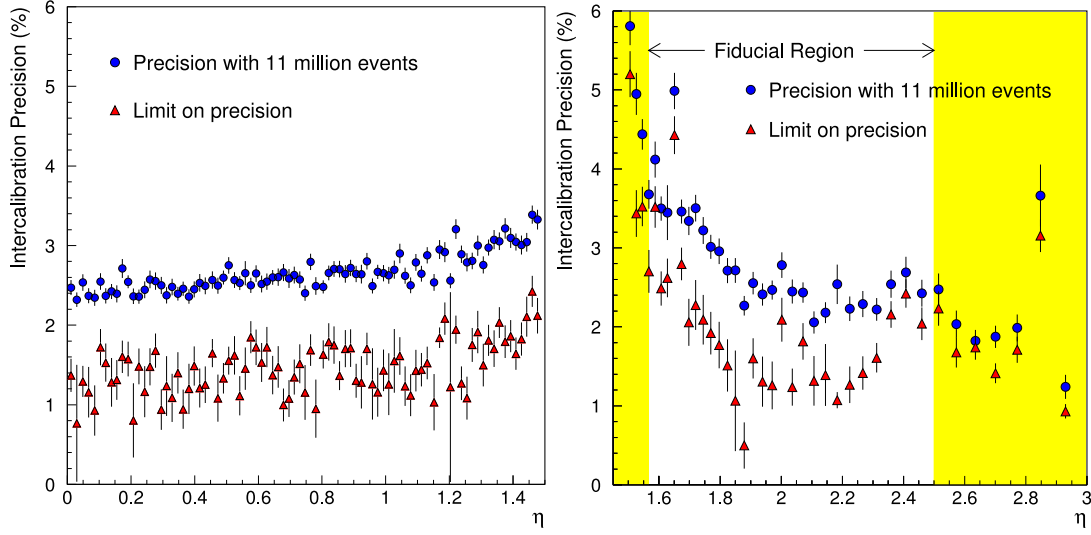 Intercalibration Precision (%)
6
5
4
3
2
1
0
Precision with 11 million events
Limit on precision
0 0.2 0.4 0.6 0.8 1 1.2 1.4
η
Intercalibration Precision (%)
6
5
4
3
2
1
0
Fiducial Region
Precision with 11 million events
Limit on precision
1.6 1.8 2 2.2 2.4 2.6 2.8 3
η